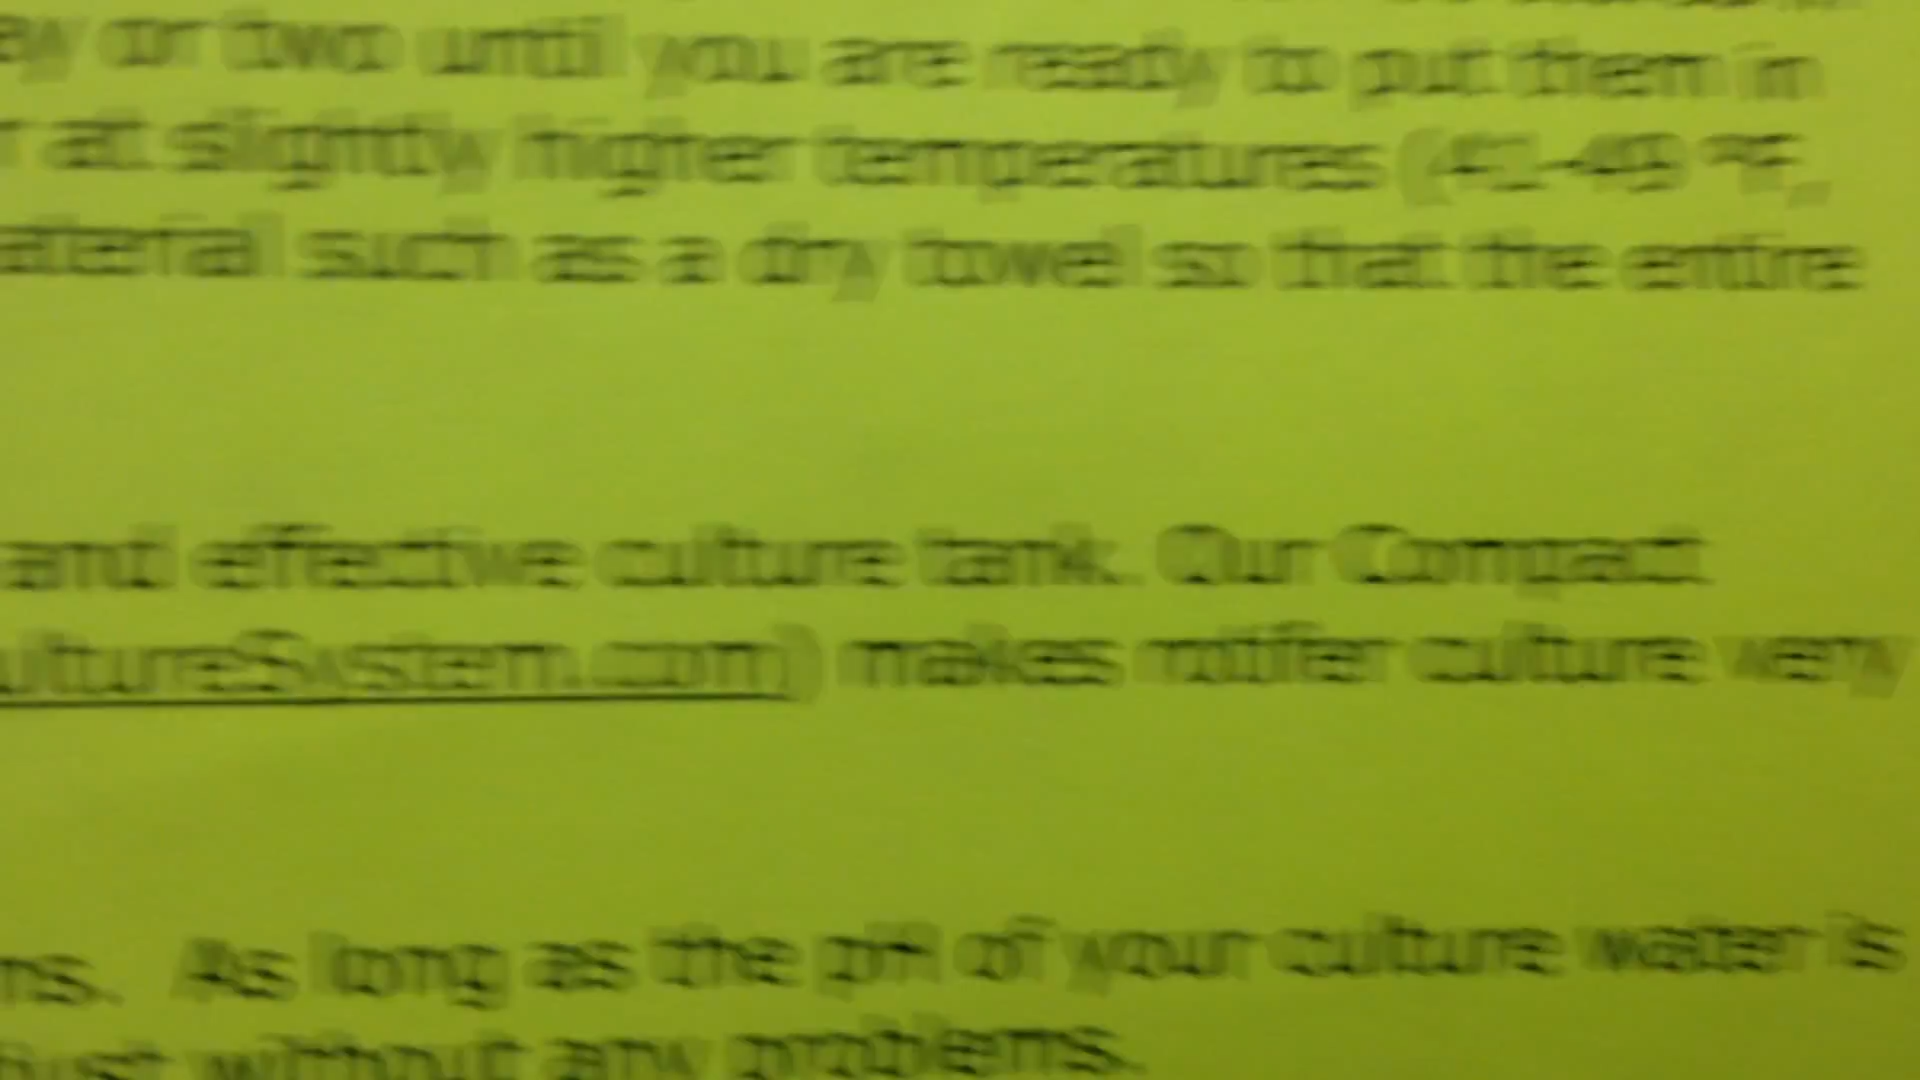 or two until you are ready to put them in
at slightly higher temperatures (41-49 °F,
such as a dry towel so that the entire
and effective culture tank. Our Compact
ultureSystem.com) makes rotifer culture very
ns. As long as the pH of your culture water is
without any problems.